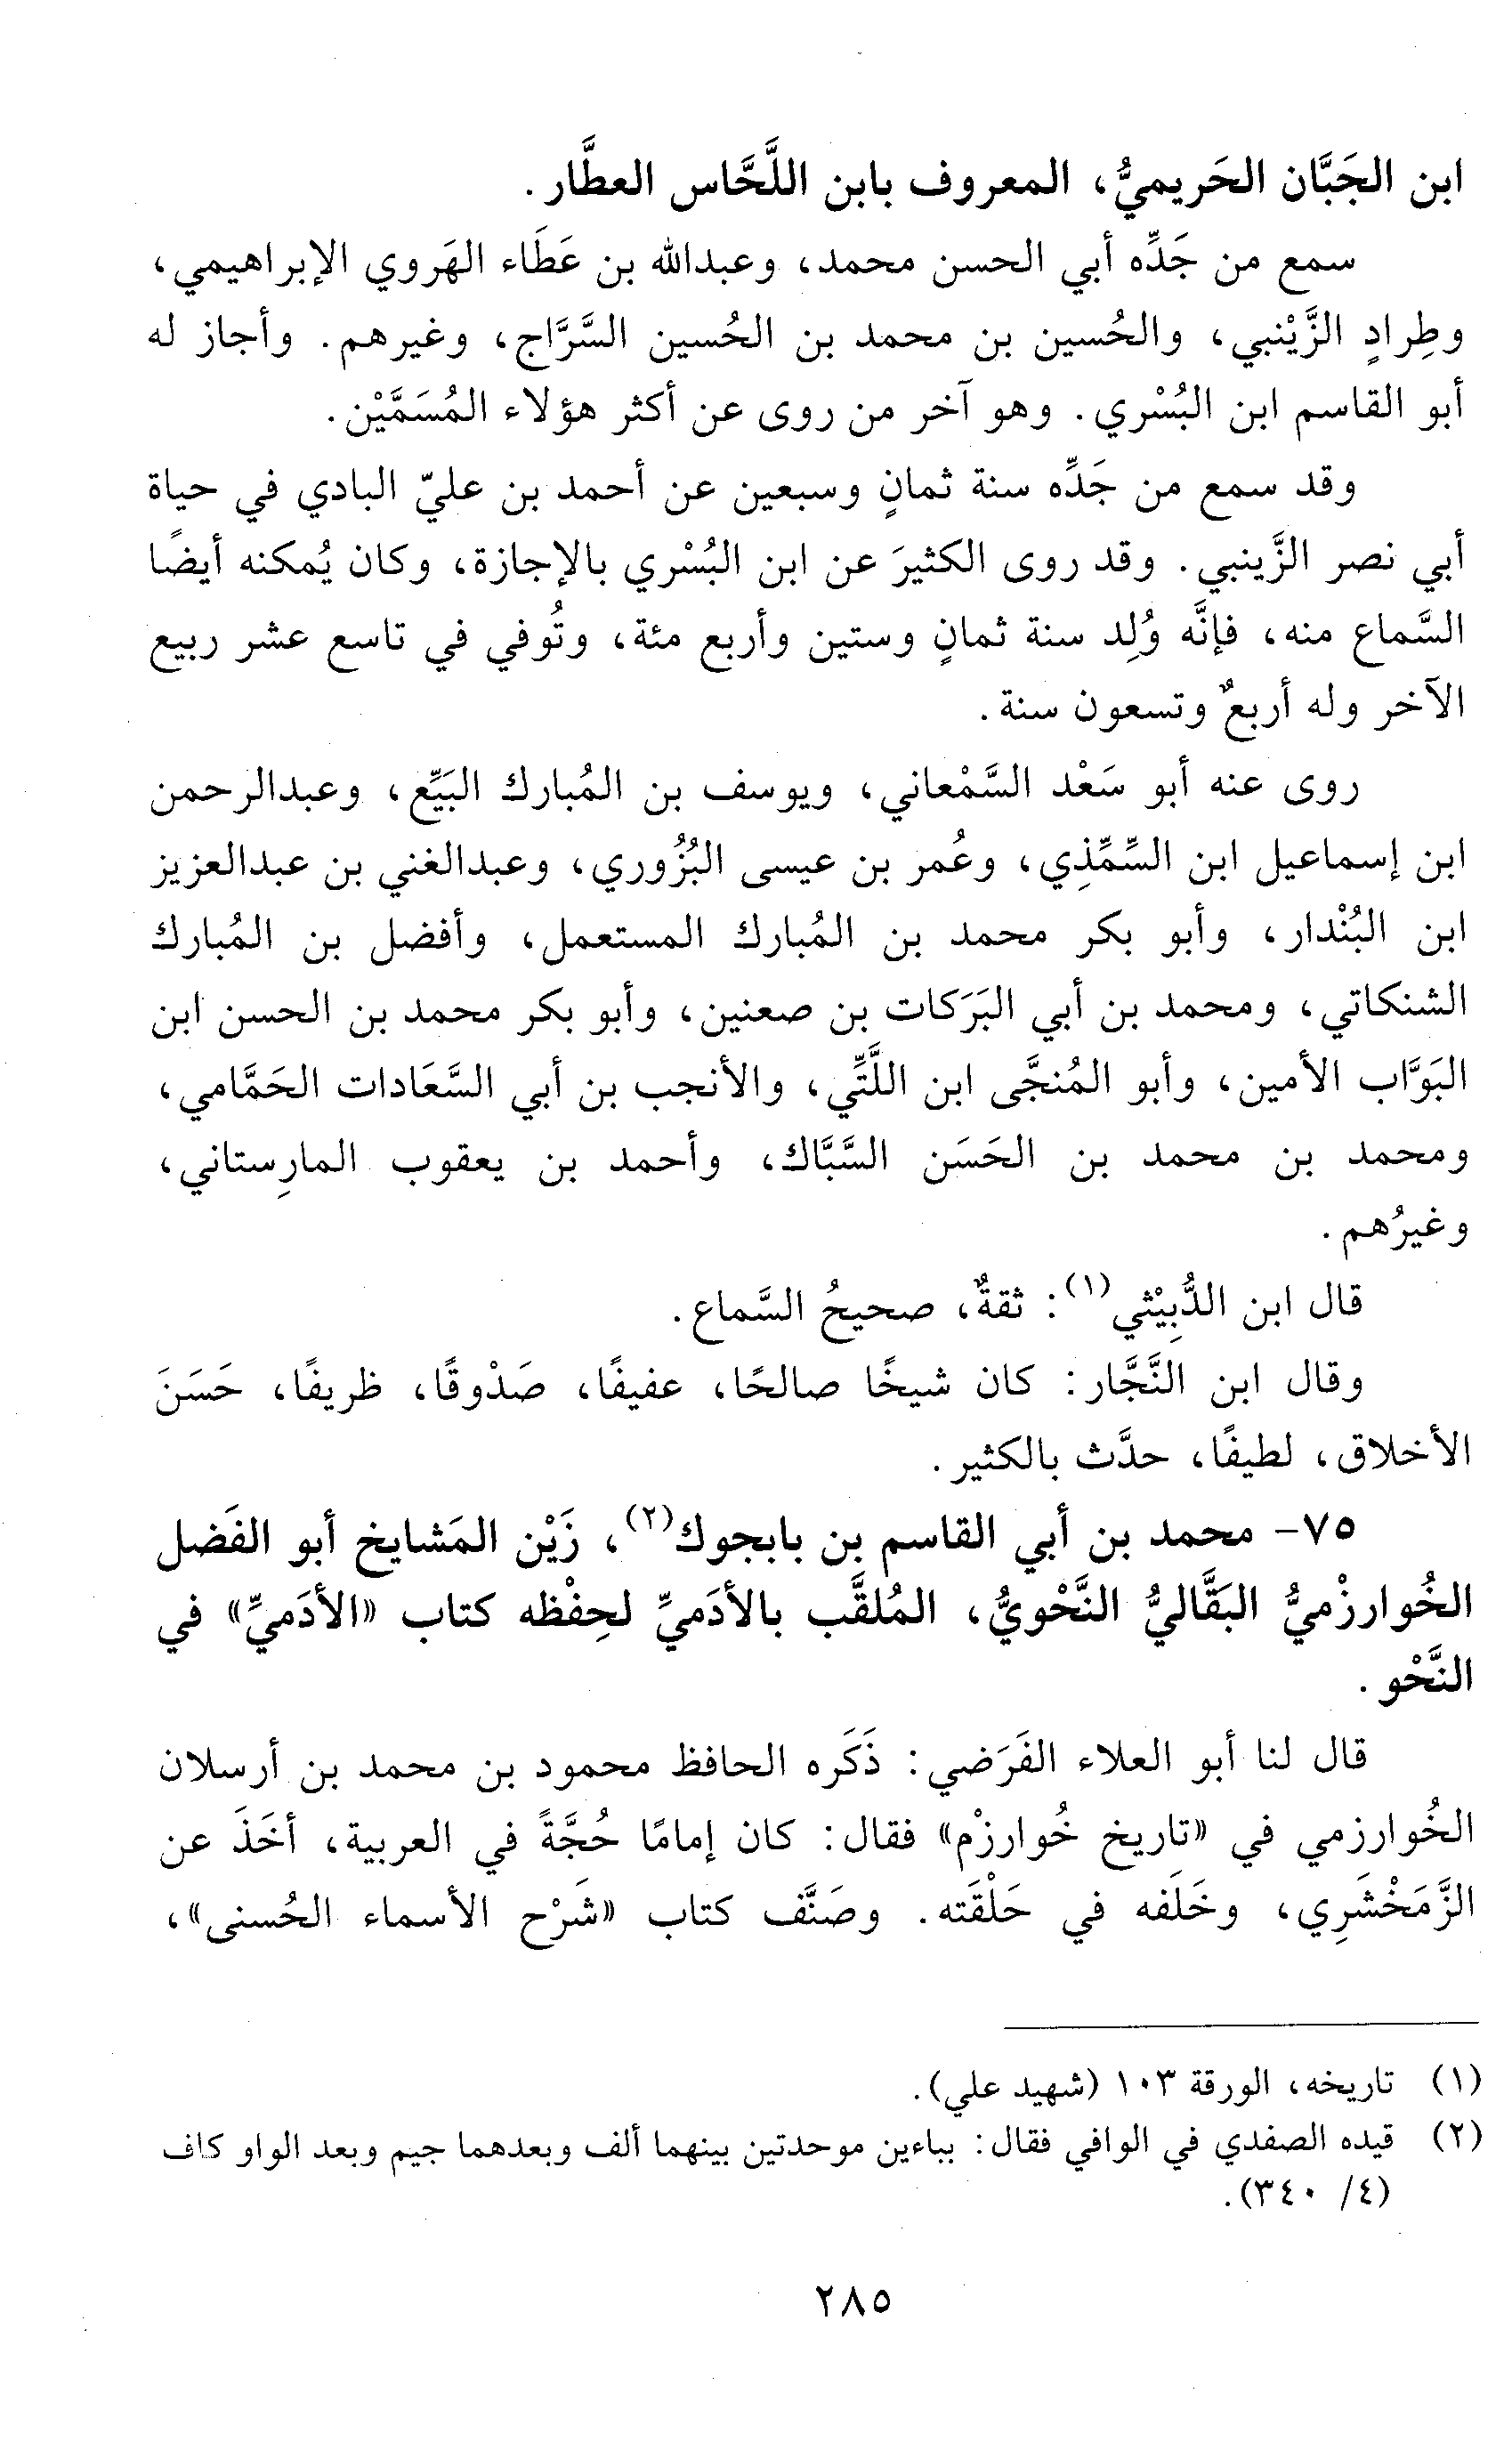 ابن الجَبَّان الحَريميُّ، المعروف بابن اللَّحَّاس العطَّار.
سمع من جَدِّه أبي الحسن محمد، وعبدالله بن عَطَاء الهَروي الإبراهيمي،
وطِرادٍ الزَّيْنبي، والحُسين بن محمد بن الحُسين السَّرَّاج، وغيرهم. وأجاز له
أبو القاسم ابن البُسْري. وهو آخر من روى عن أكثر هؤلاء المُسَمَّيْن.
وقد سمع من جَدِّه سنة ثمانٍ وسبعين عن أحمد بن عليّ البادي في حياة
أبي نصر الزَّينبي. وقد روى الكثيرَ عن ابن البُسْري بالإجازة، وكان يُمكنه أيضًا
السَّماع منه، فإنَّه وُلِد سنة ثمانٍ وستين وأربع مئة، وتُوفي في تاسع عشر ربيع
الآخر وله أربعٌ وتسعون سنة.
روى عنه أبو سَعْد السَّمْعاني، ويوسف بن المُبارك البَيِّع، وعبدالرحمن
ابن إسماعيل ابن السِّمِّذِي، وعُمر بن عيسى البُزُوري، وعبدالغني بن عبدالعزيز
ابن البُنْدار، وأبو بكر محمد بن المُبارك المستعمل، وأفضل بن المُبارك
الشنكاتي، ومحمد بن أبي البَرَكات بن صعنين، وأبو بكر محمد بن الحسن ابن
البَوَّاب الأمين، وأبو المُنجَّى ابن اللَّتِّي، والأنجب بن أبي السَّعَادات الحَمَّامي،
ومحمد بن محمد بن الحَسَن السَّبَّاك، وأحمد بن يعقوب المارِستاني،
وغيرُهم.
قال ابن الدُّبِيْثي(١): ثقةٌ، صحيحُ السَّماع.
وقال ابن النَّجَّار: كان شيخًا صالحًا، عفيفًا، صَدْوقًا، ظريفًا، حَسَنَ
الأخلاق، لطيفًا، حدَّث بالكثير.
٧٥- محمد بن أبي القاسم بن بابجوك(٢)، زَيْن المَشايخ أبو الفَضل
الخُوارزْميُّ البَقَّاليُّ النَّحْويُّ، المُلقَّب بالأدَميِّ لحِفْظه كتاب «الأدَميِّ» في
النَّحْو.
قال لنا أبو العلاء الفَرَضي: ذَكَره الحافظ محمود بن محمد بن أرسلان
الخُوارزمي في «تاريخ خُوارزْم» فقال: كان إمامًا حُجَّةً في العربية، أخَذَ عن
الزَّمَخْشَرِي، وخَلَفه في حَلْقَته. وصَنَّف كتاب «شَرْح الأسماء الحُسنى»،
(١) تاريخه، الورقة ١٠٣ (شهيد علي).
(٢) قيده الصفدي في الوافي فقال: بباءين موحدتين بينهما ألف وبعدهما جيم وبعد الواو كاف
(٤/ ٣٤٠).
٢٨٥